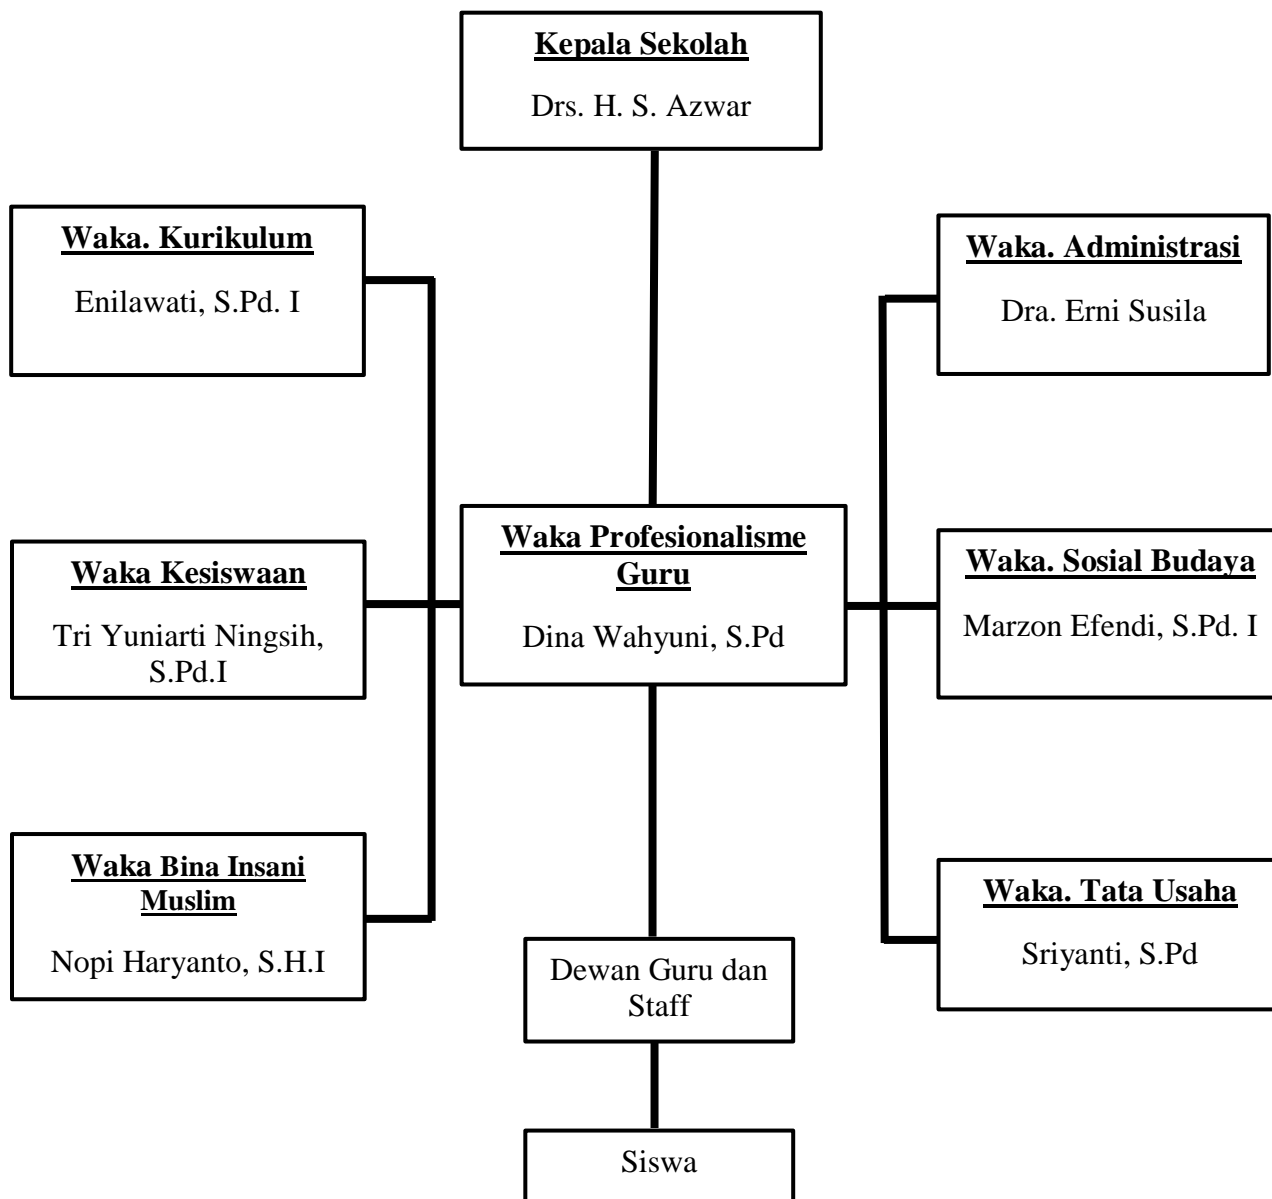 Kepala Sekolah
Drs. H. S. Azwar
Waka. Kurikulum
Enilawati, S.Pd. I
Waka. Administrasi
Dra. Erni Susila
Waka Kesiswaan
Tri Yuniarti Ningsih,
S.Pd.I
Waka Profesionalisme
Guru
Dina Wahyuni, S.Pd
Waka. Sosial Budaya
Marzon Efendi, S.Pd. I
Waka Bina Insani
Muslim
Nopi Haryanto, S.H.I
Dewan Guru dan
Staff
Waka. Tata Usaha
Sriyanti, S.Pd
Siswa